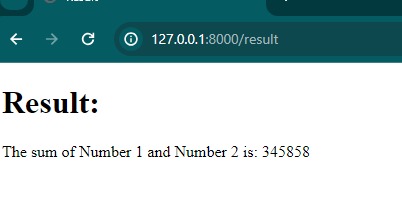 127.0.0.1:8000/result
Result:
The sum of Number 1 and Number 2 is: 345858